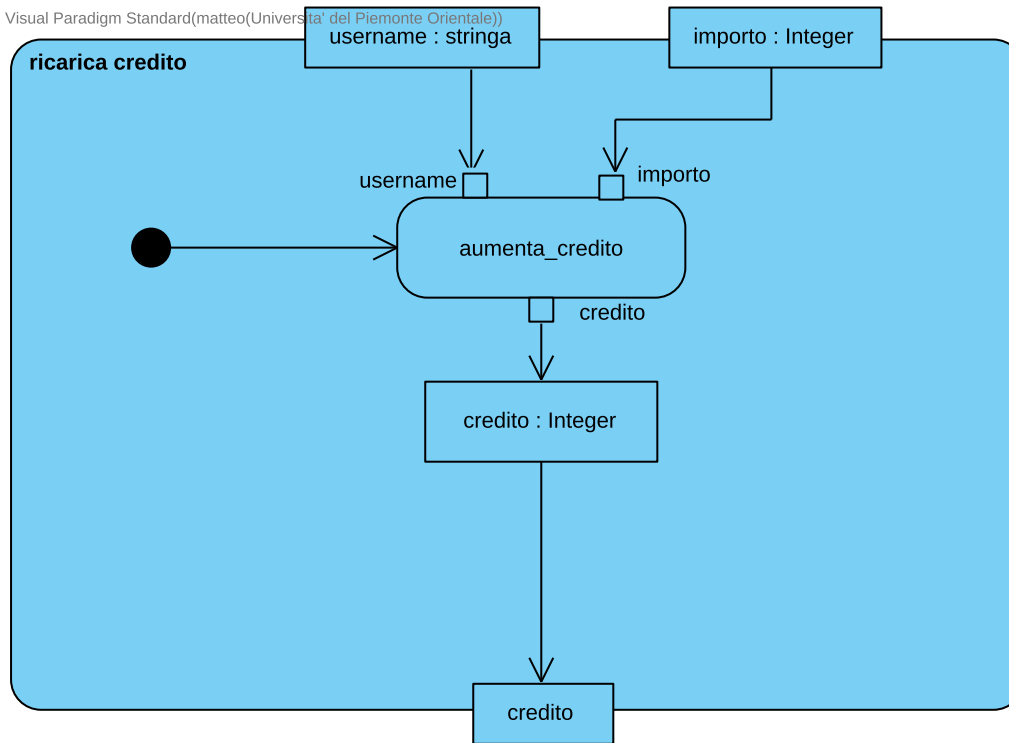 Visual Paradigm Standard(matteo(Universita' del Piemonte Orientale))
username : stringa
importo : Integer
ricarica credito
username
importo
aumenta_credito
credito
credito : Integer
credito